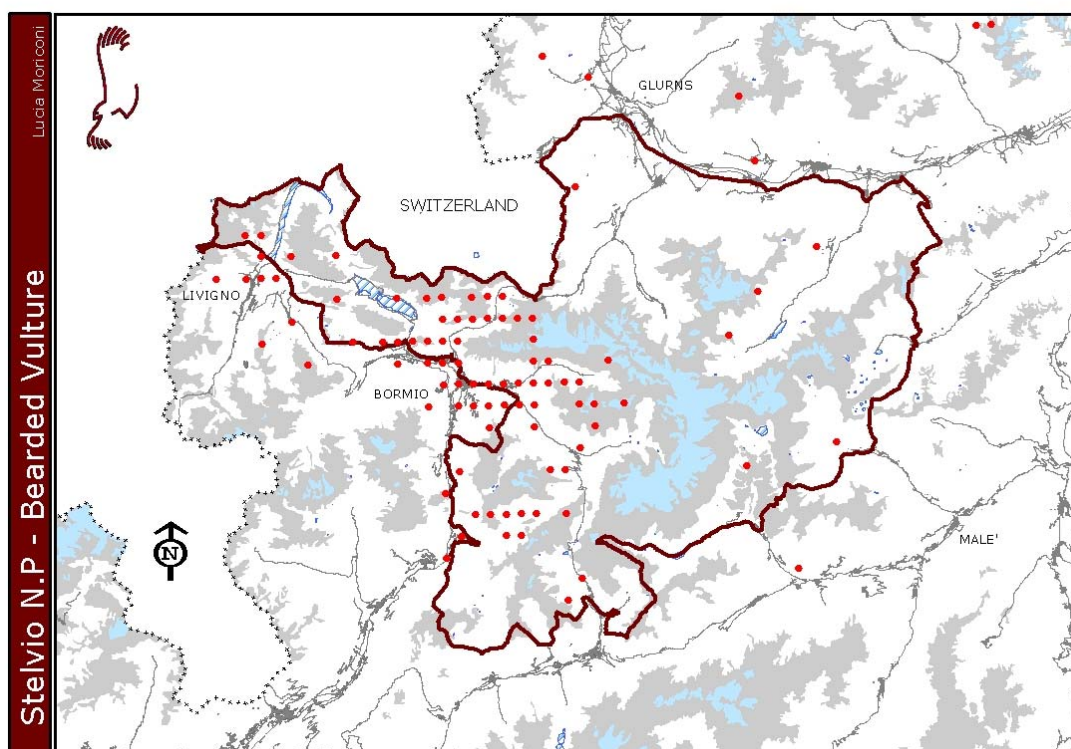 Stelvio N.P - Bearded Vulture
Lucia Moriconi
GLURNS
SWITZERLAND
LIVIGNO
BORMIO
N
MALE'